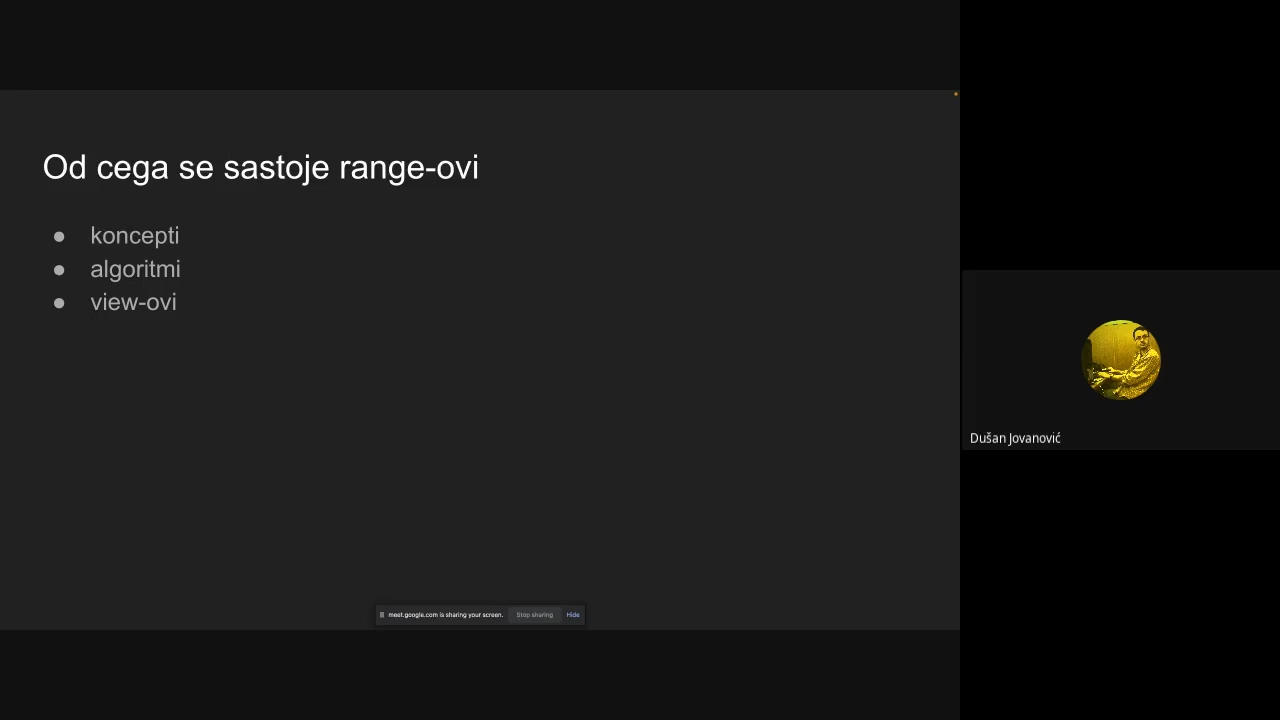 Od cega se sastoje range-ovi
● koncepti
● algoritmi
● view-ovi
meet.google.com is sharing your screen. Stop sharing Hide
Dušan Jovanović